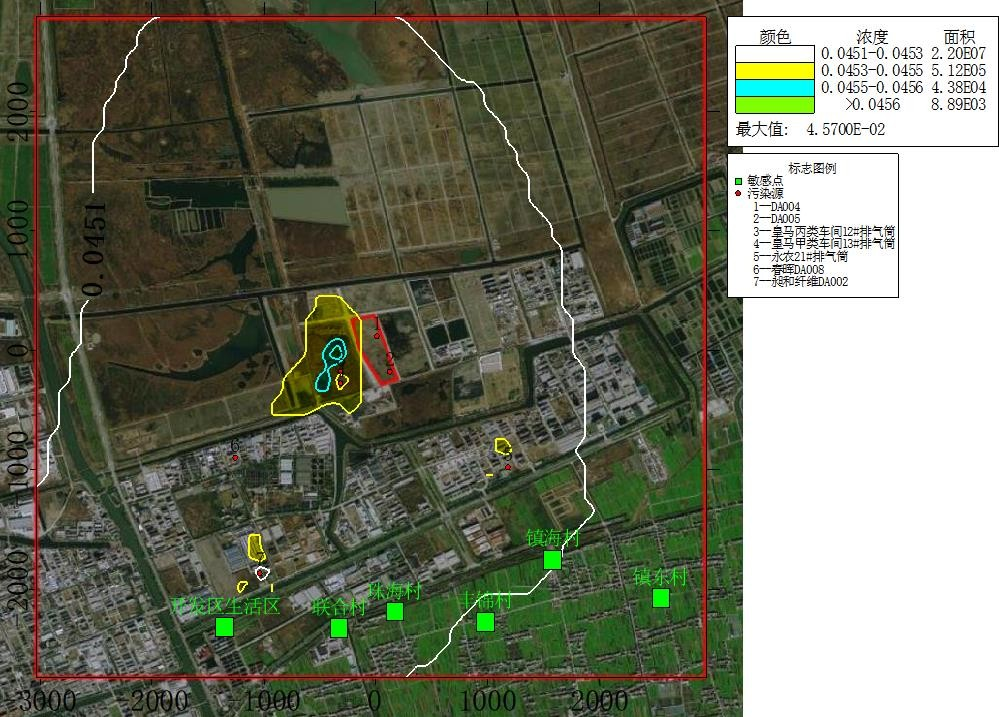 颜色 浓度 面积
0.0451-0.0453 2.20E07
0.0453-0.0455 5.12E05
0.0455-0.0456 4.38E04
>0.0456 8.89E03
最大值: 4.5700E-02
标志图例
敏感点
污染源
1—DA004
2—DA005
3—皇马丙类车间12#排气筒
4—皇马甲类车间13#排气筒
5—永农21#排气筒
6—春晖DA008
7—昶和纤维DA002
2000
1000
0
-1000
-2000
0.0451
1
2
6
镇海村
镇东村
珠海村
丰锦村
联合村
开发区生活区
-3000 -2000 -1000 0 1000 2000